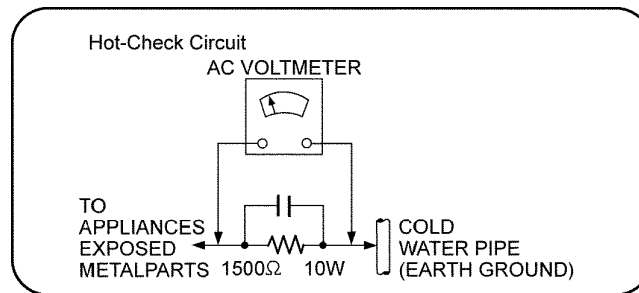 Hot-Check Circuit
AC VOLTMETER
TO
APPLIANCES
EXPOSED
METALPARTS
1500Ω
10W
COLD
WATER PIPE
(EARTH GROUND)